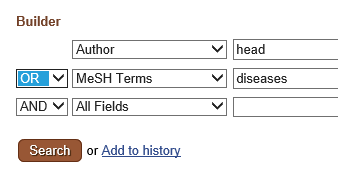 Builder
Author head
OR MeSH Terms diseases
AND All Fields
Search or Add to history